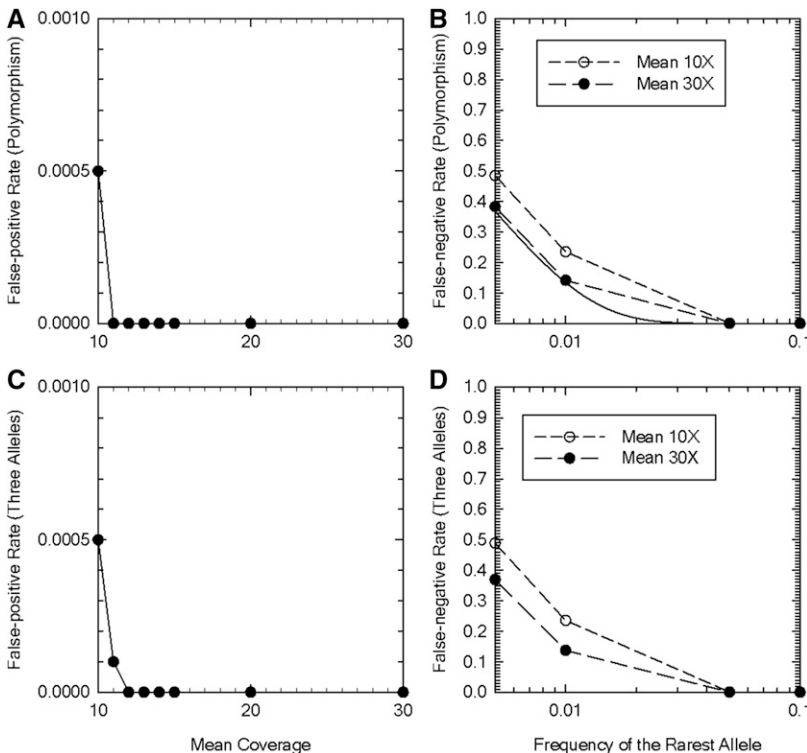 A
False-positive Rate (Polymorphism)
0.0010
0.0005
0.0000
10
20
30
B
False-negative Rate (Polymorphism)
1.0
0.9
0.8
0.7
0.6
0.5
0.4
0.3
0.2
0.1
0.0
0.01
0.1
Mean 10X
Mean 30X
C
False-positive Rate (Three Alleles)
0.0010
0.0005
0.0000
10
20
30
Mean Coverage
D
False-negative Rate (Three Alleles)
1.0
0.9
0.8
0.7
0.6
0.5
0.4
0.3
0.2
0.1
0.0
0.01
0.1
Mean 10X
Mean 30X
Frequency of the Rarest Allele